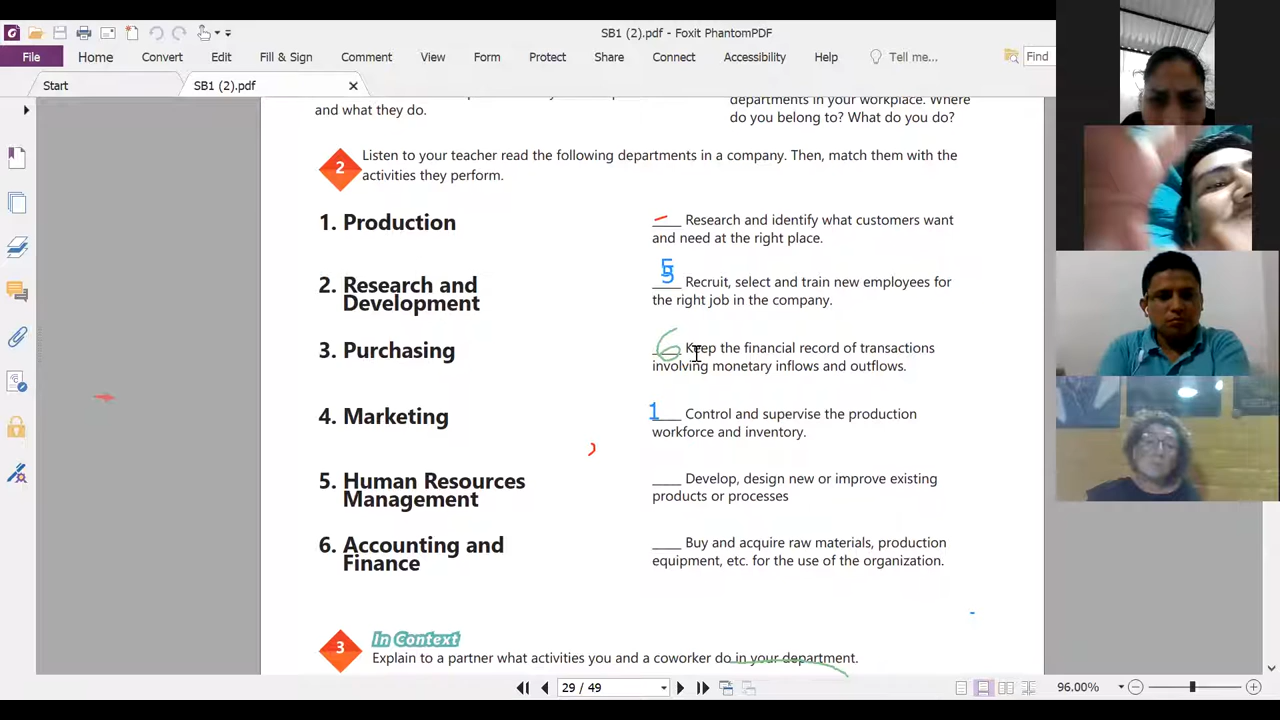 SB1 (2).pdf - Foxit PhantomPDF
File Home Convert Edit Fill & Sign Comment View Form Protect Share Connect Accessibility Help Tell me... Find
Start SB1 (2).pdf
and what they do.
departments in your workplace. Where
do you belong to? What do you do?
2 Listen to your teacher read the following departments in a company. Then, match them with the
activities they perform.
1. Production
____ Research and identify what customers want
and need at the right place.
2. Research and
Development
5 Recruit, select and train new employees for
the right job in the company.
3. Purchasing
6 Keep the financial record of transactions
involving monetary inflows and outflows.
4. Marketing
1 Control and supervise the production
workforce and inventory.
5. Human Resources
Management
____ Develop, design new or improve existing
products or processes
6. Accounting and
Finance
____ Buy and acquire raw materials, production
equipment, etc. for the use of the organization.
3 In Context
Explain to a partner what activities you and a coworker do in your department.
29 / 49
96.00%